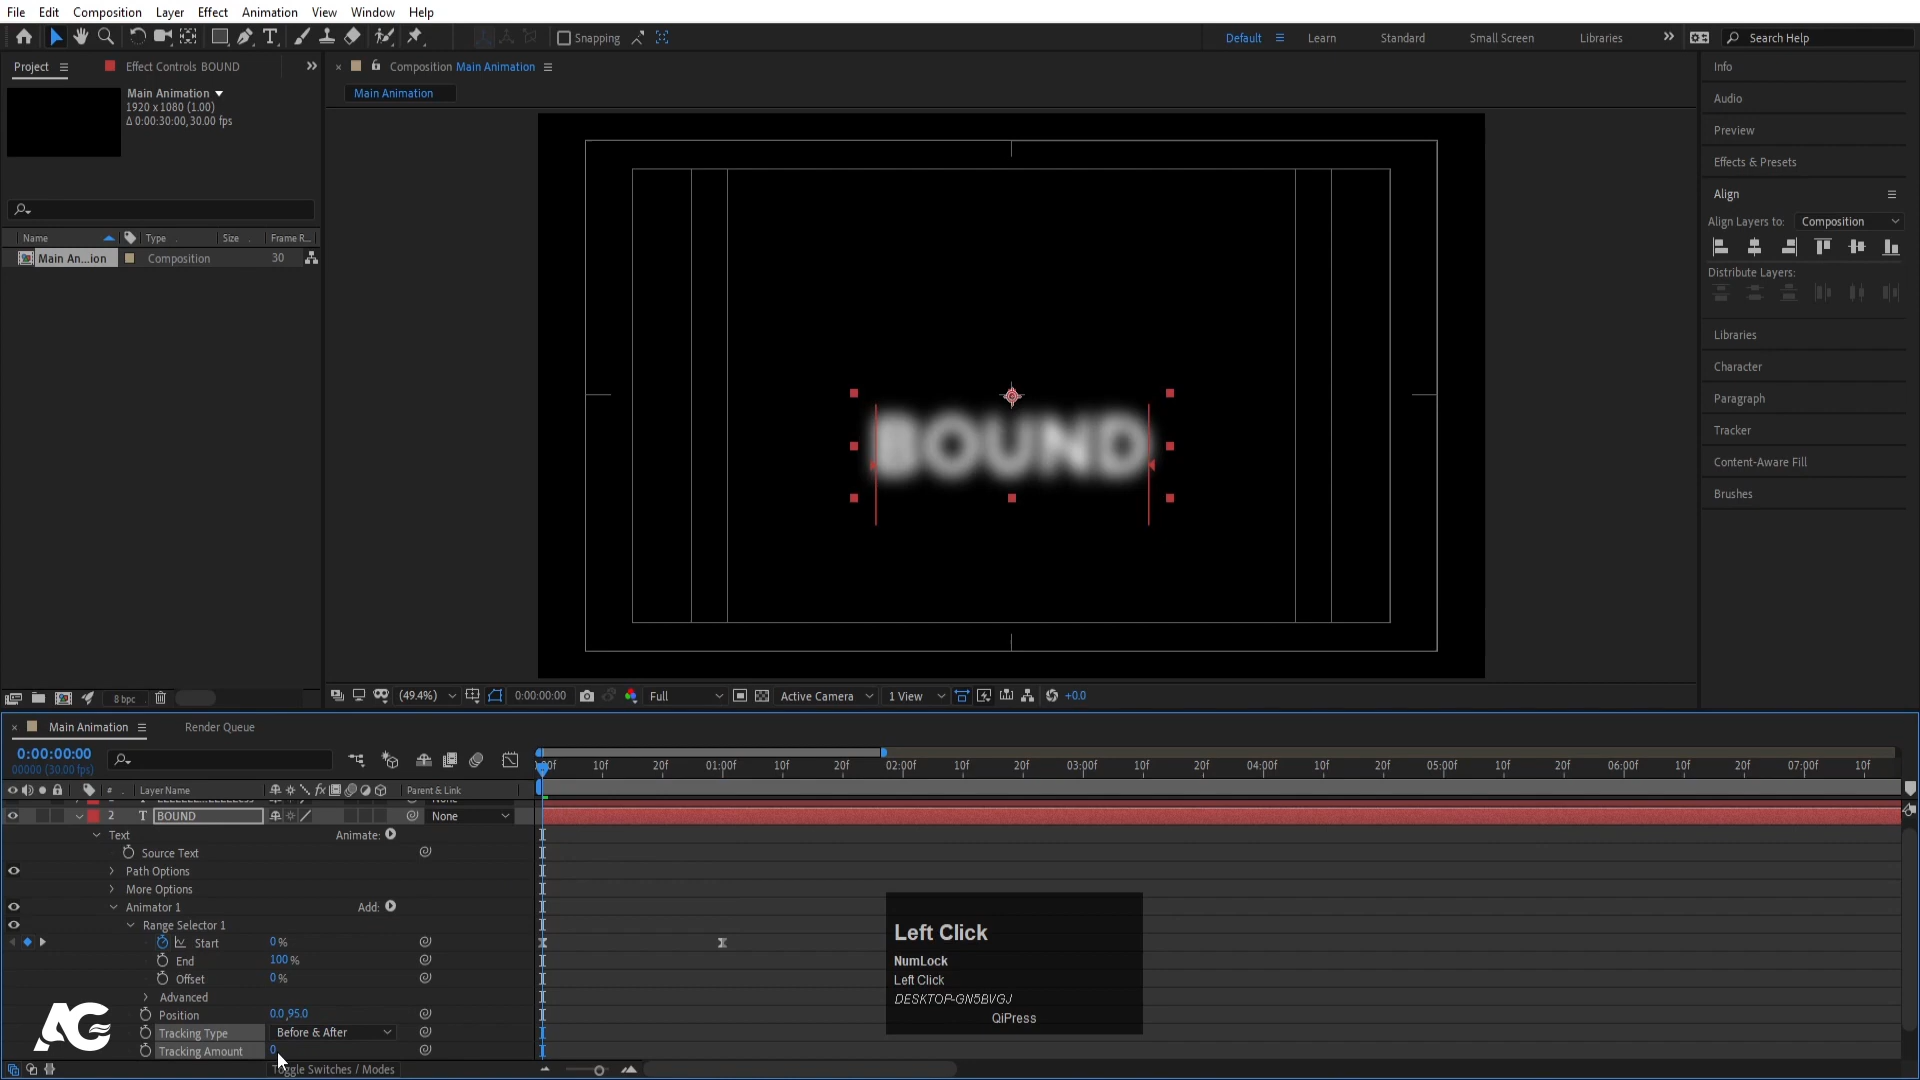 File Edit Composition Layer Effect Animation View Window Help
Snapping Default Learn Standard Small Screen Libraries Search Help
Project Effect Controls BOUND Composition Main Animation
Main Animation
1920 x 1080 (1.00)
Δ 0:00:30:00, 30.00 fps
Main Animation
Name Type Size Frame R...
Main An...ion Composition 30
BOUND
Info
Audio
Preview
Effects & Presets
Align
Align Layers to: Composition
Distribute Layers:
Libraries
Character
Paragraph
Tracker
Content-Aware Fill
Brushes
8 bpc (49.4%) 0:00:00:00 Full Active Camera 1 View +0.0
Main Animation Render Queue
0:00:00:00
00000 (30.00 fps)
10f 20f 01:00f 10f 20f 02:00f 10f 20f 03:00f 10f 20f 04:00f 10f 20f 05:00f 10f 20f 06:00f 10f 20f 07:00f 10f
# Layer Name fx Parent & Link
2 T BOUND None
Text Animate:
Source Text
Path Options
More Options
Animator 1 Add:
Range Selector 1
Start 0 %
End 100 %
Offset 0 %
Advanced
Position 0.0,95.0
Tracking Type Before & After
Tracking Amount 0
Toggle Switches / Modes
Left Click
NumLock
Left Click
DESKTOP-GN5BVGJ
QiPress
AG